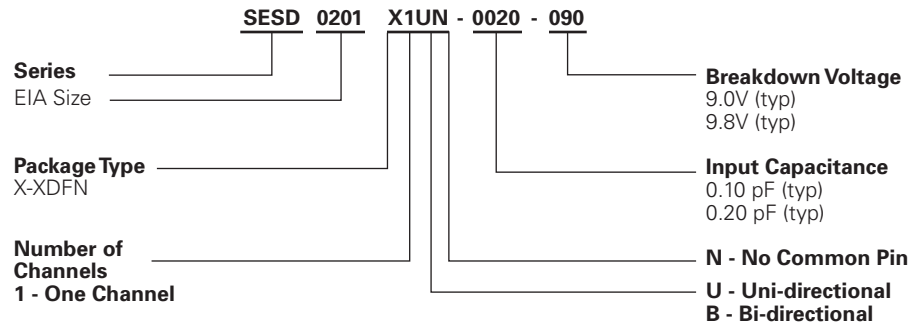 SESD 0201 X1UN - 0020 - 090
Series
EIA Size
Package Type
X-XDFN
Number of
Channels
1 - One Channel
Breakdown Voltage
9.0V (typ)
9.8V (typ)
Input Capacitance
0.10 pF (typ)
0.20 pF (typ)
N - No Common Pin
U - Uni-directional
B - Bi-directional